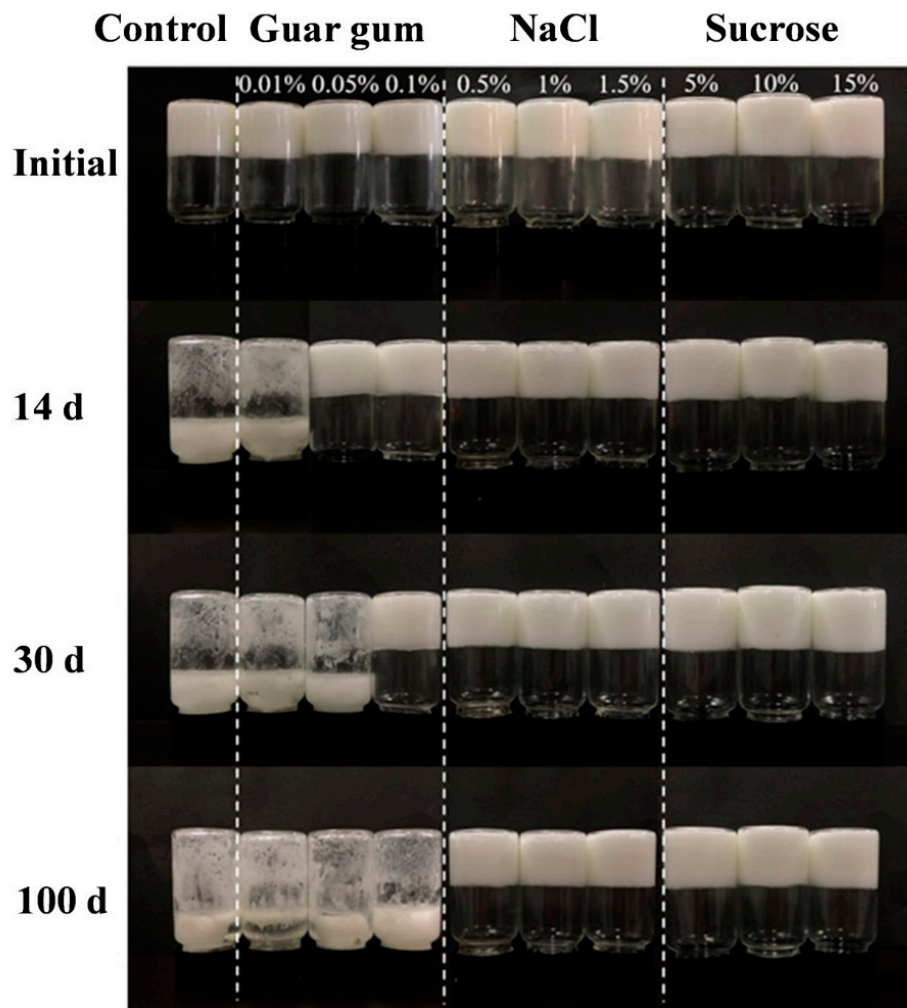 Control Guar gum NaCl Sucrose
0.01% 0.05% 0.1% 0.5% 1% 1.5% 5% 10% 15%
Initial
14 d
30 d
100 d